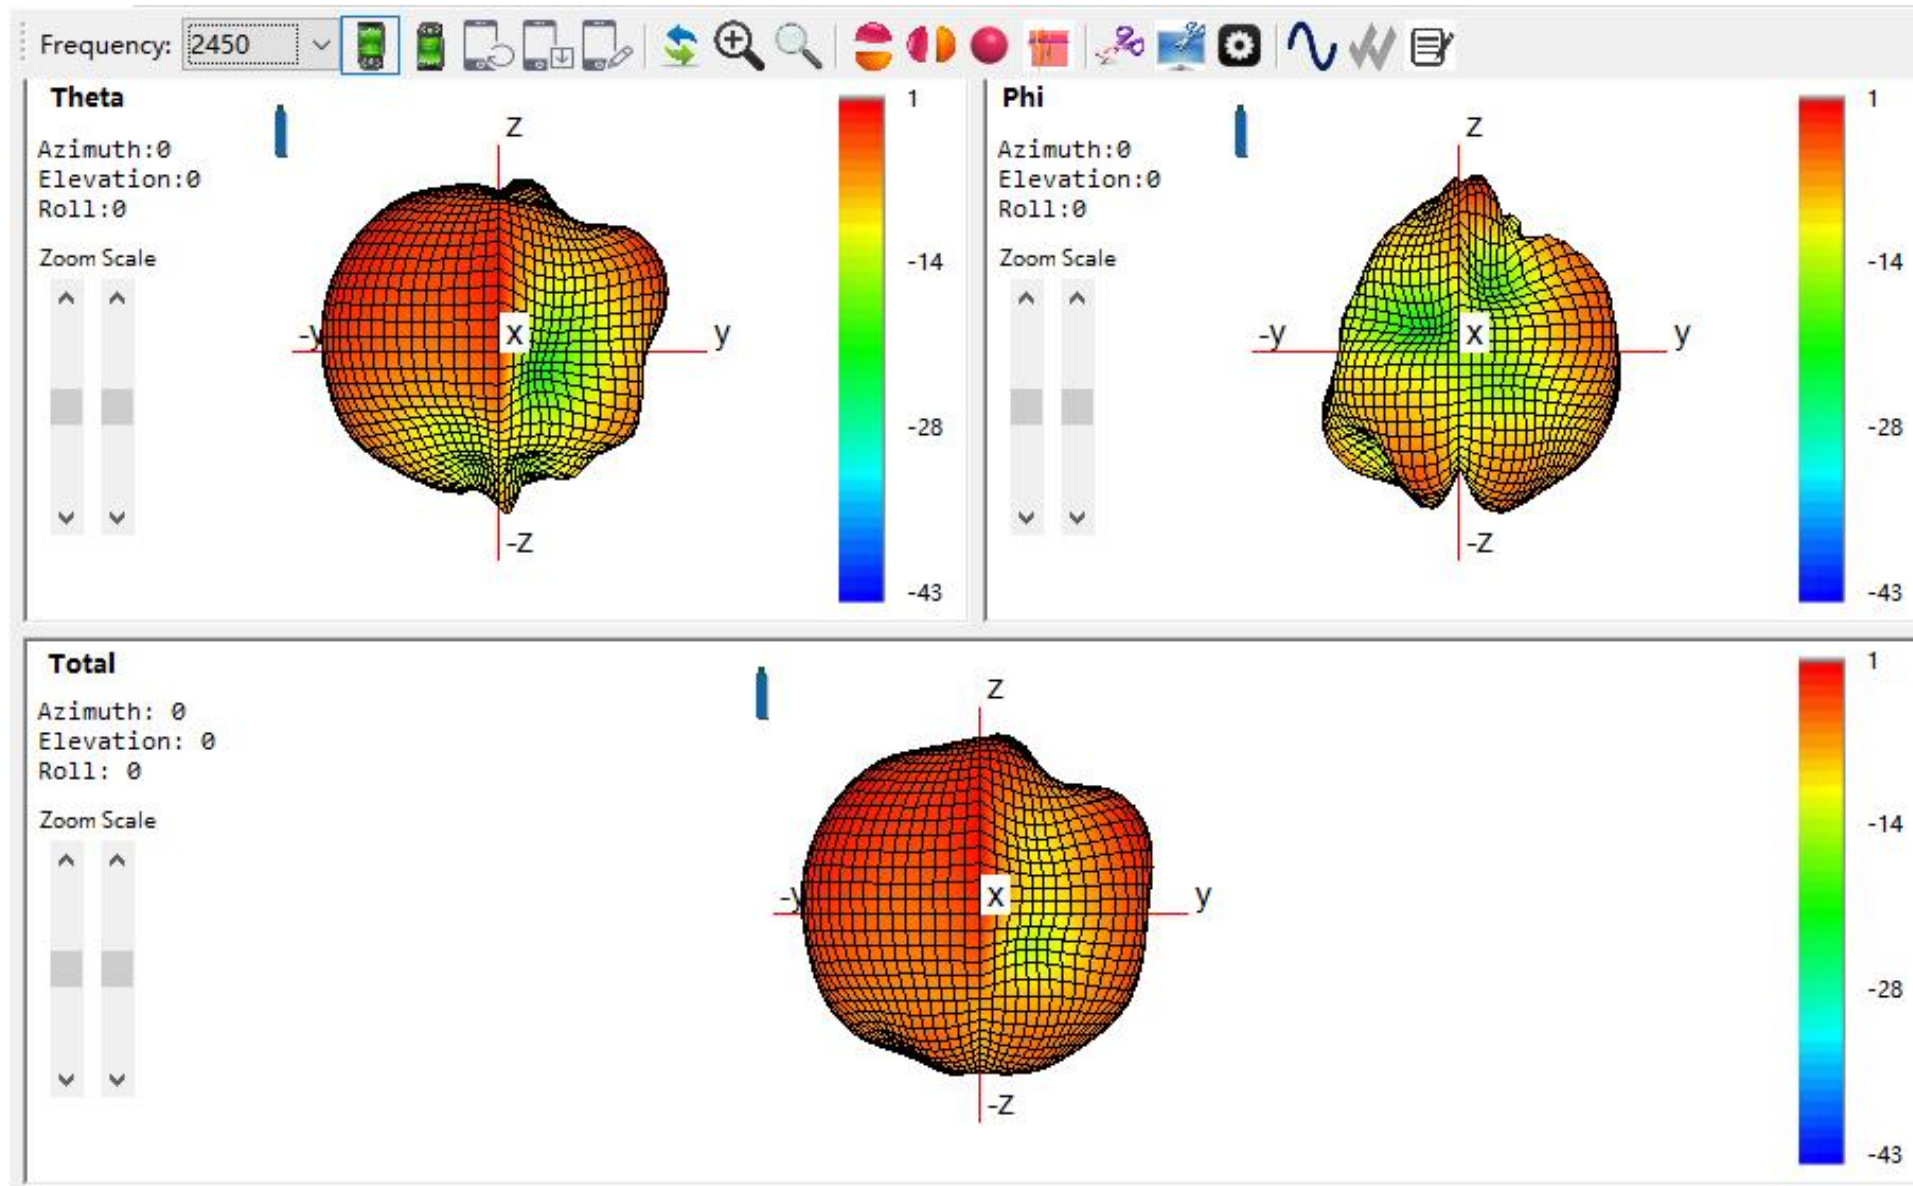 Frequency: 2450
Theta
Azimuth:0
Elevation:0
Roll:0
Zoom Scale
z
-y
x
y
-z
1
-14
-28
-43
Phi
Azimuth:0
Elevation:0
Roll:0
Zoom Scale
z
-y
x
y
-z
1
-14
-28
-43
Total
Azimuth: 0
Elevation: 0
Roll: 0
Zoom Scale
z
-y
x
y
-z
1
-14
-28
-43